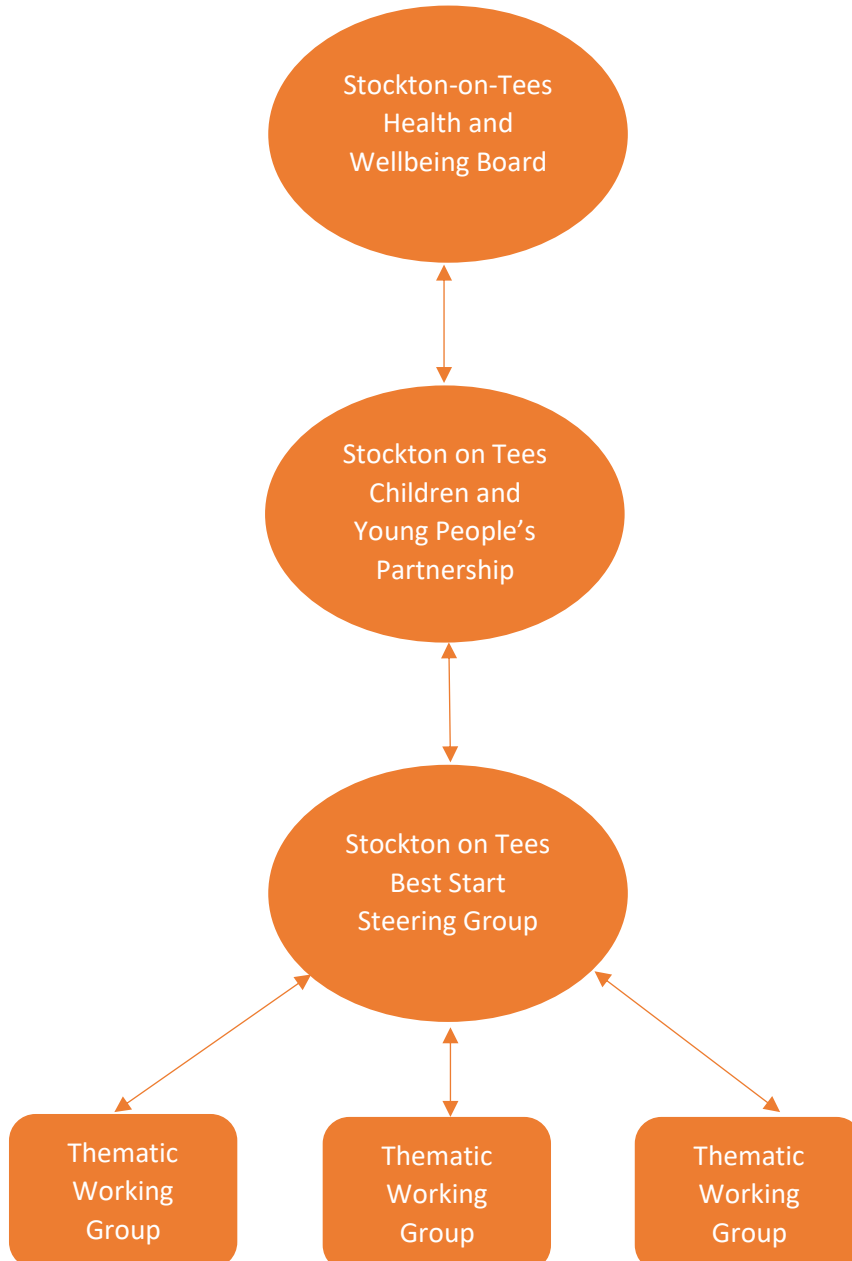 Stockton-on-Tees
Health and
Wellbeing Board
Stockton on Tees
Children and
Young People’s
Partnership
Stockton on Tees
Best Start
Steering Group
Thematic
Working
Group
Thematic
Working
Group
Thematic
Working
Group